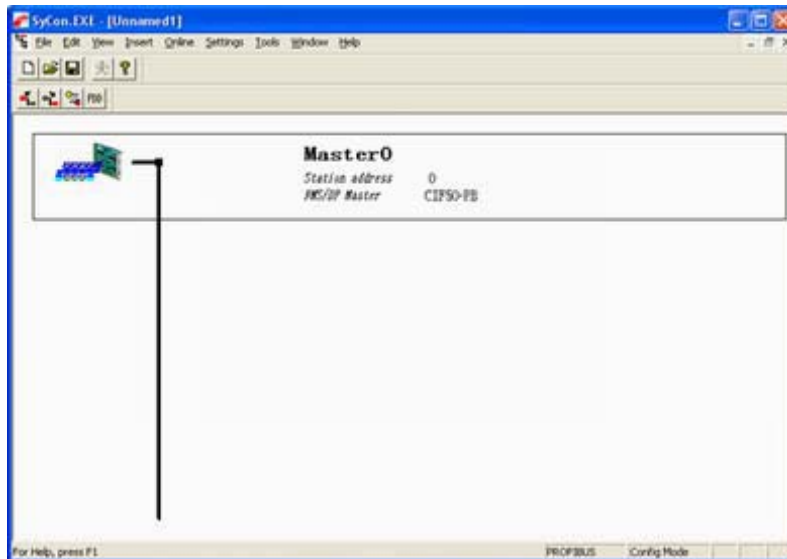 SyCon.EXE - [Unnamed1]
File Edit View Insert Online Settings Tools Window Help
Master0
Station address 0
FMS/DP Master CIF50-PB
For Help, press F1 PROFIBUS Config Mode